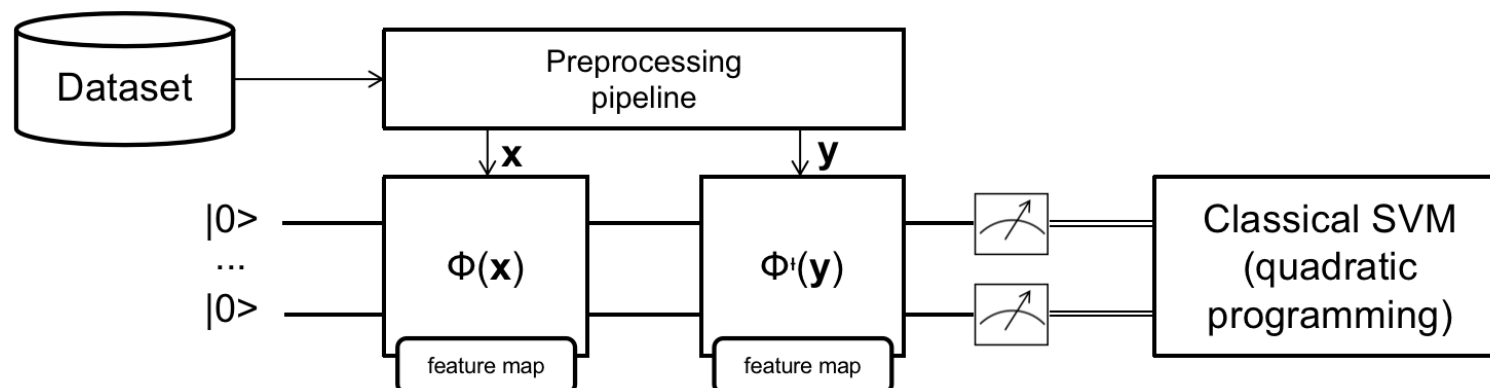 Dataset
Preprocessing
pipeline
x
y
|0>
...
|0>
Φ(x)
Φ†(y)
feature map
feature map
Classical SVM
(quadratic
programming)